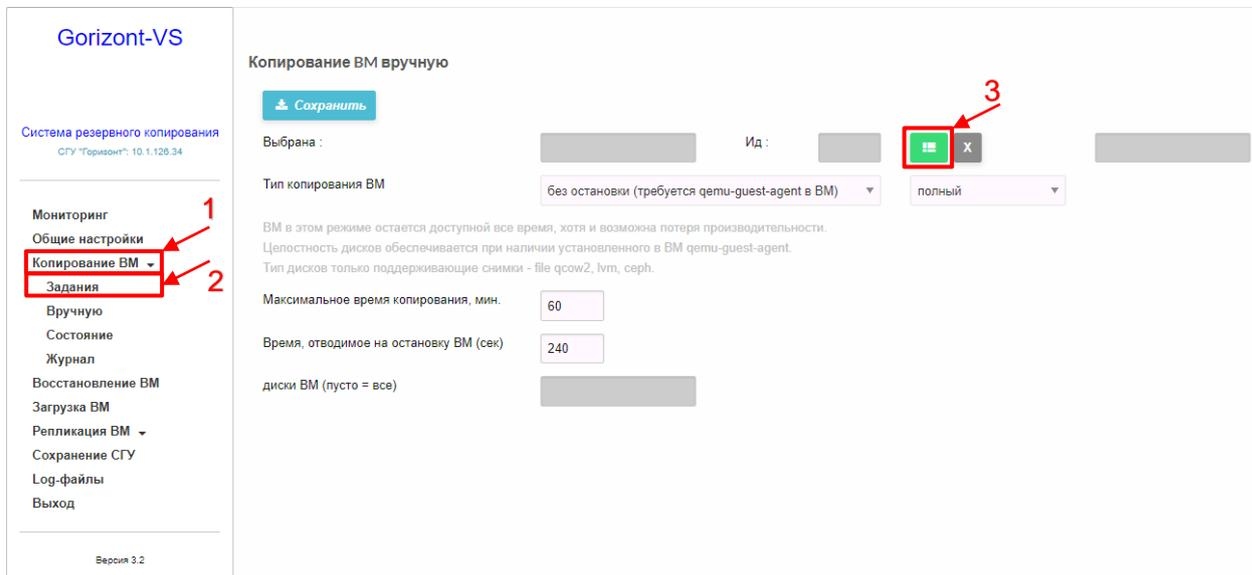 Gorizont-VS
Система резервного копирования
СГУ "Горизонт": 10.1.126.34
Мониторинг
1
Общие настройки
Копирование ВМ
Задания
2
Вручную
Состояние
Журнал
Восстановление ВМ
Загрузка ВМ
Репликация ВМ
Сохранение СГУ
Log-файлы
Выход
Версия 3.2
Копирование ВМ вручную
3
Сохранить
Выбрана : Ид : X
Тип копирования ВМ без остановки (требуется qemu-guest-agent в ВМ) полный
ВМ в этом режиме остается доступной все время, хотя и возможна потеря производительности.
Целостность дисков обеспечивается при наличии установленного в ВМ qemu-guest-agent.
Тип дисков только поддерживающие снимки - file qcow2, lvm, ceph.
Максимальное время копирования, мин. 60
Время, отводимое на остановку ВМ (сек) 240
диски ВМ (пусто = все)